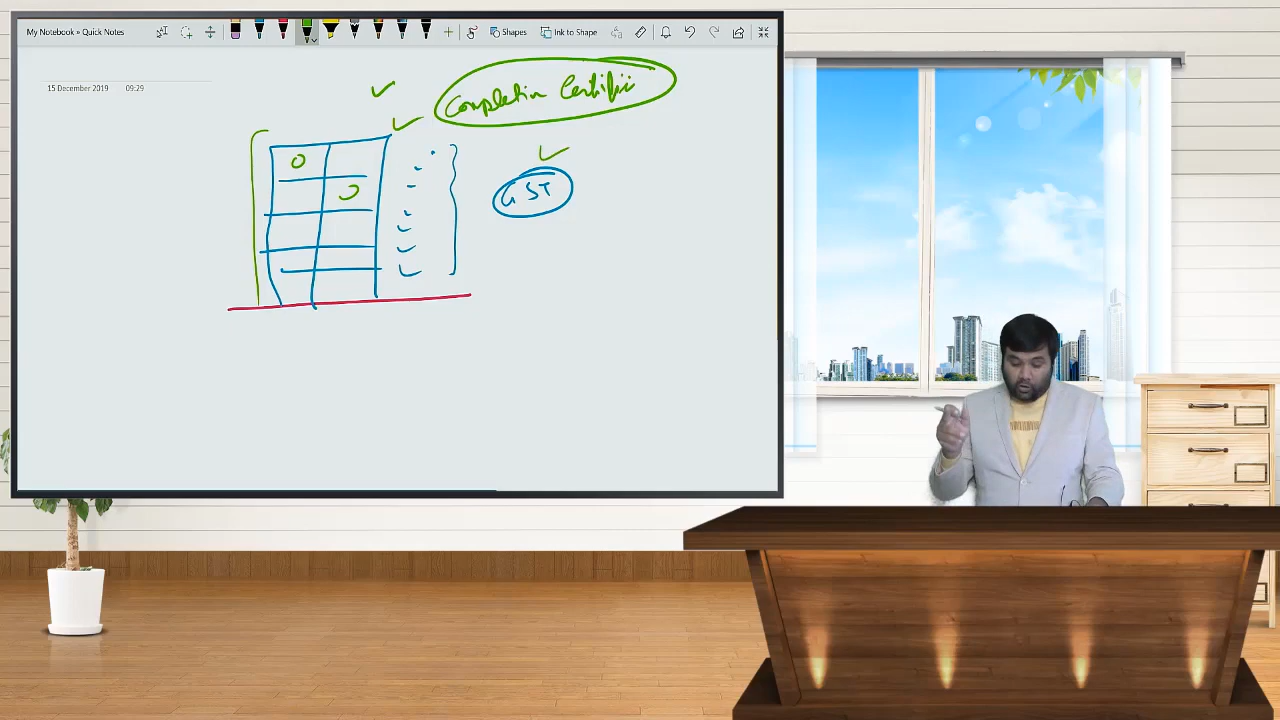 My Notebook » Quick Notes
Shapes
Ink to Shape
15 December 2019 09:29
Completion Certifi
GST